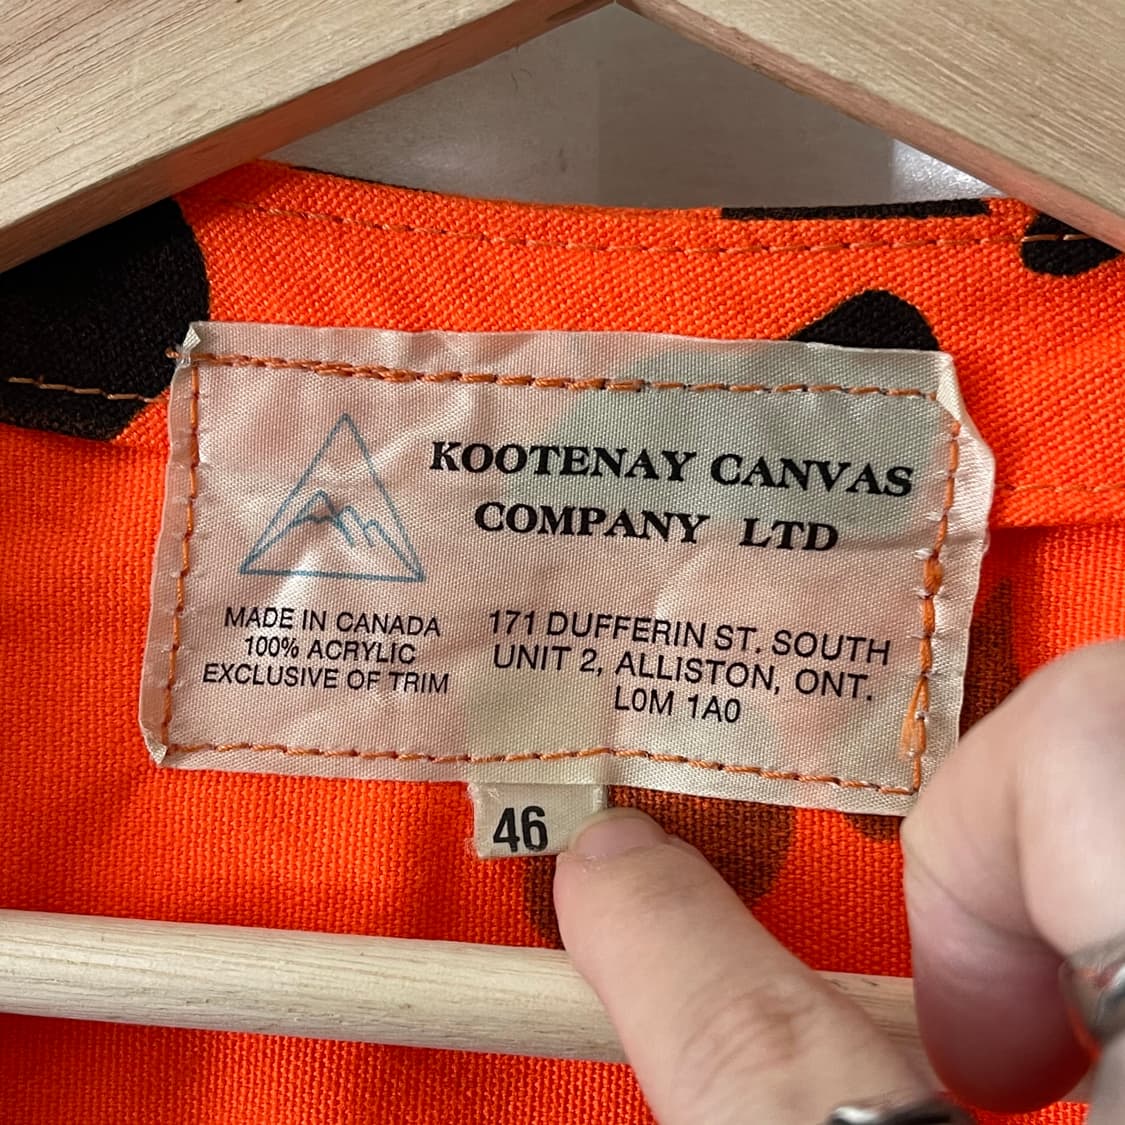 KOOTENAY CANVAS
COMPANY LTD
MADE IN CANADA
100% ACRYLIC
EXCLUSIVE OF TRIM
171 DUFFERIN ST. SOUTH
UNIT 2, ALLISTON, ONT.
L0M 1A0
46